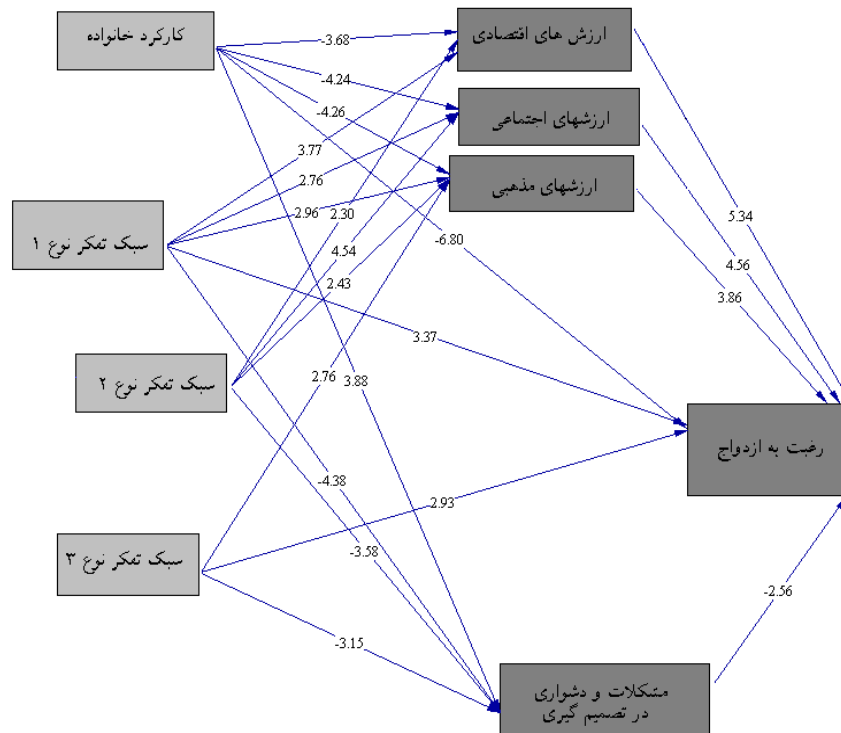 کارکرد خانواده
ارزش های اقتصادی
-3.68
-4.24
ارزشهای اجتماعی
-4.26
3.77
2.76
ارزشهای مذهبی
2.96
2.30
5.34
سبک تفکر نوع ۱
-6.80
4.54
4.56
2.43
3.86
3.37
2.76
3.88
سبک تفکر نوع ۲
رغبت به ازدواج
-4.38
2.93
-3.58
سبک تفکر نوع ۳
-2.56
-3.15
مشکلات و دشواری
در تصمیم گیری